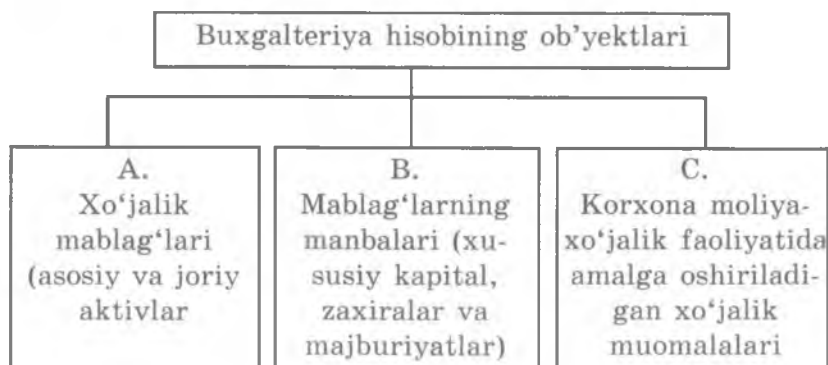 Buxgalteriya hisobining ob’yektlari
A.
Xo‘jalik
mablag‘lari
(asosiy va joriy
aktivlar
B.
Mablag‘larning
manbalari (xu-
susiy kapital,
zaxiralar va
majburiyatlar)
C.
Korxona moliya-
xo‘jalik faoliyatida
amalga oshiriladi-
gan xo‘jalik
muomalalari